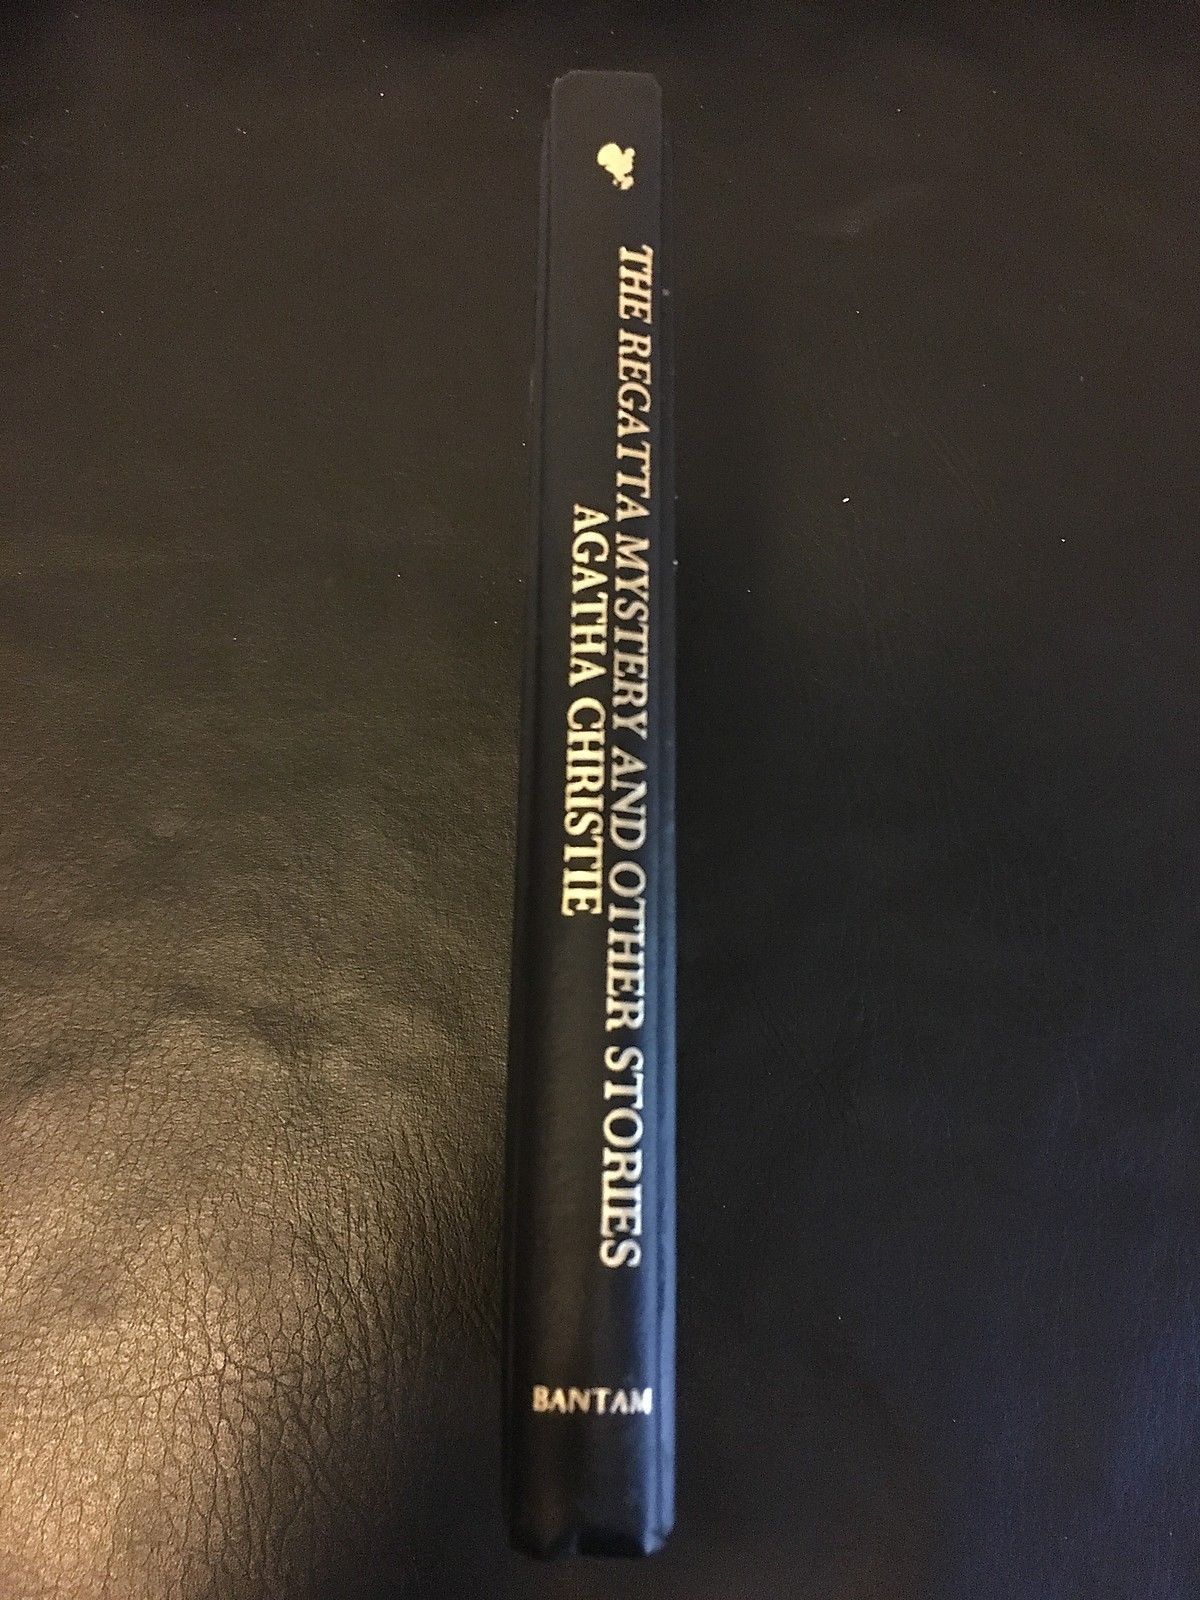 THE REGATTA MYSTERY AND OTHER STORIES
AGATHA CHRISTIE
BANTAM